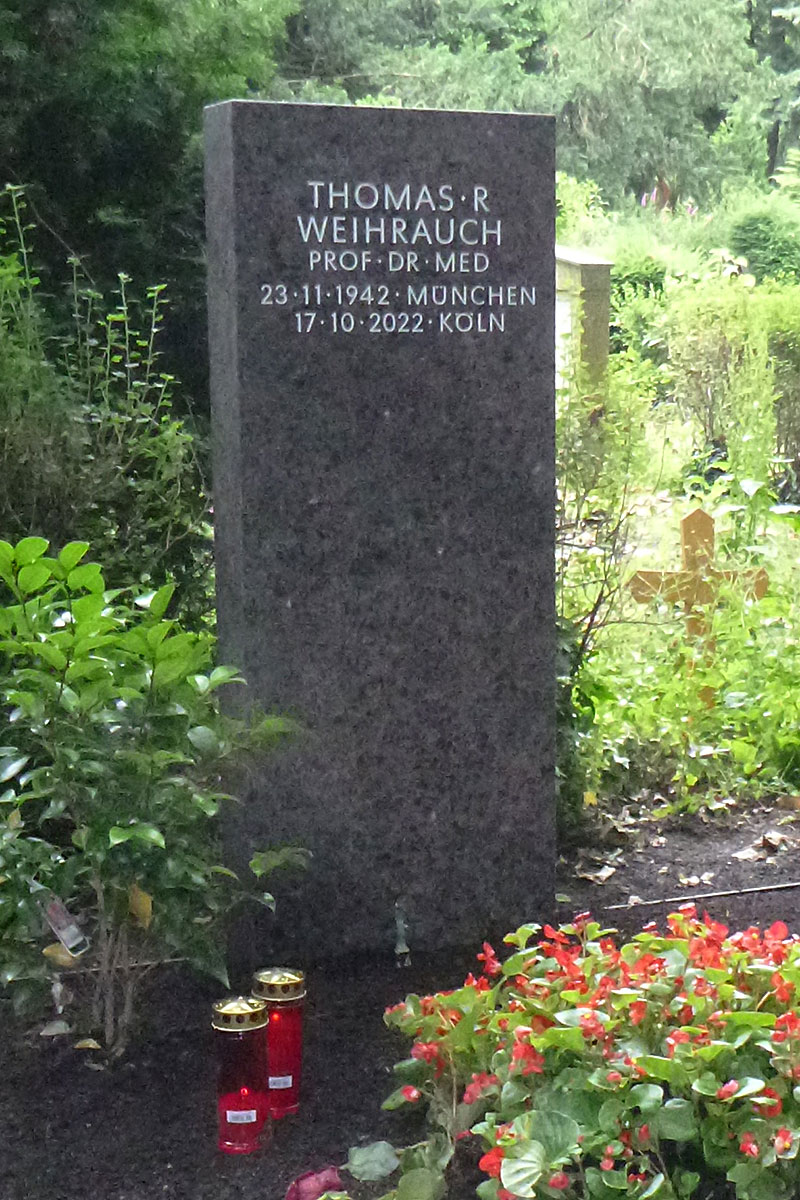 THOMAS·R
WEIHRAUCH
PROF·DR·MED
23·11·1942·MÜNCHEN
17·10·2022·KÖLN